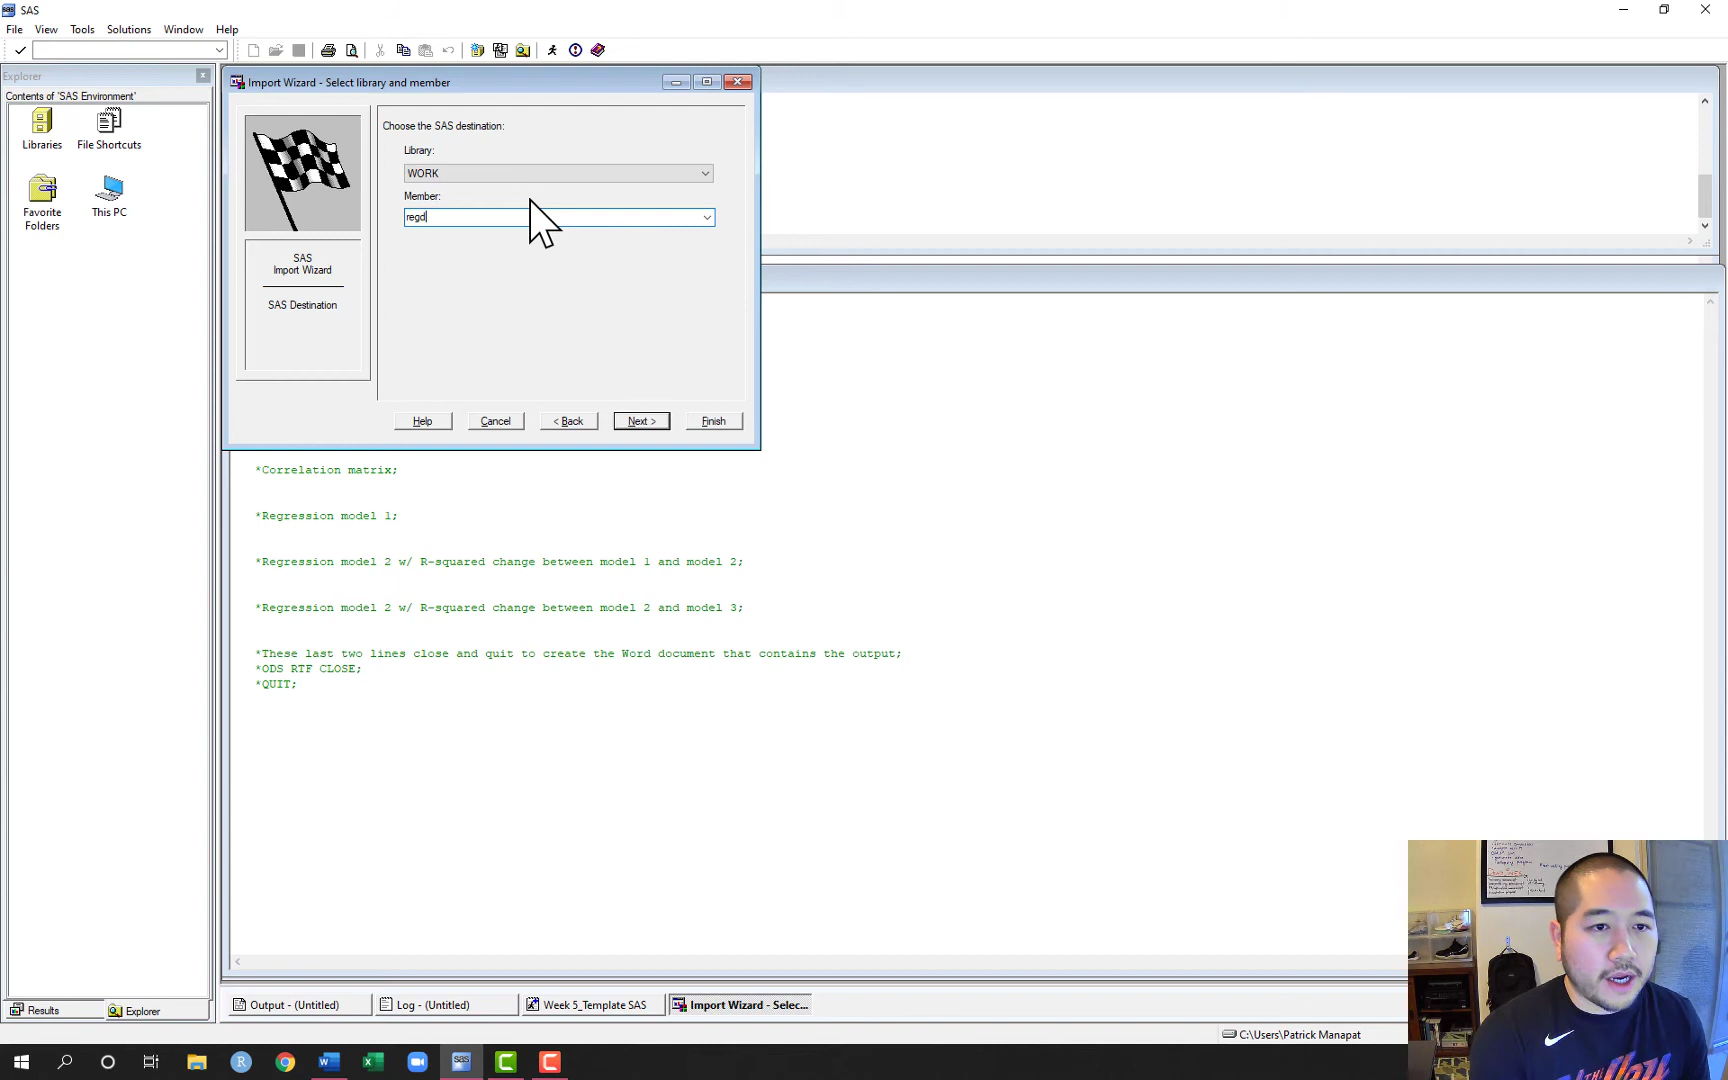 SAS
File View Tools Solutions Window Help
Explorer
Contents of 'SAS Environment'
Libraries
File Shortcuts
Favorite
Folders
This PC
Import Wizard - Select library and member
Choose the SAS destination:
Library:
WORK
Member:
regd
SAS
Import Wizard
SAS Destination
Help
Cancel
< Back
Next >
Finish
*Correlation matrix;
*Regression model 1;
*Regression model 2 w/ R-squared change between model 1 and model 2;
*Regression model 2 w/ R-squared change between model 2 and model 3;
*These last two lines close and quit to create the Word document that contains the output;
*ODS RTF CLOSE;
*QUIT;
Results
Explorer
Output - (Untitled)
Log - (Untitled)
Week 5_Template SAS
Import Wizard - Selec...
C:\Users\Patrick Manapat